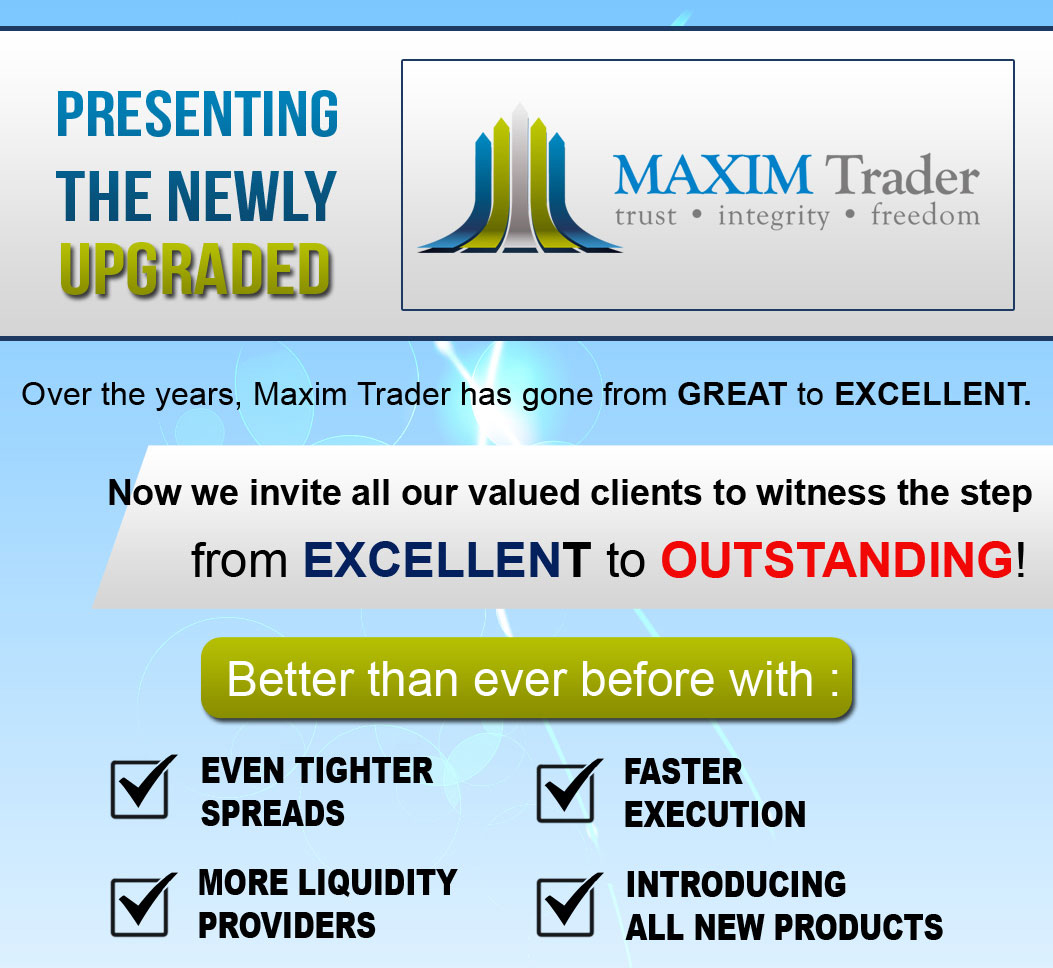 PRESENTING
THE NEWLY
UPGRADED
MAXIM Trader
trust • integrity • freedom
Over the years, Maxim Trader has gone from GREAT to EXCELLENT.
Now we invite all our valued clients to witness the step
from EXCELLENT to OUTSTANDING!
Better than ever before with :
EVEN TIGHTER
SPREADS
FASTER
EXECUTION
MORE LIQUIDITY
PROVIDERS
INTRODUCING
ALL NEW PRODUCTS